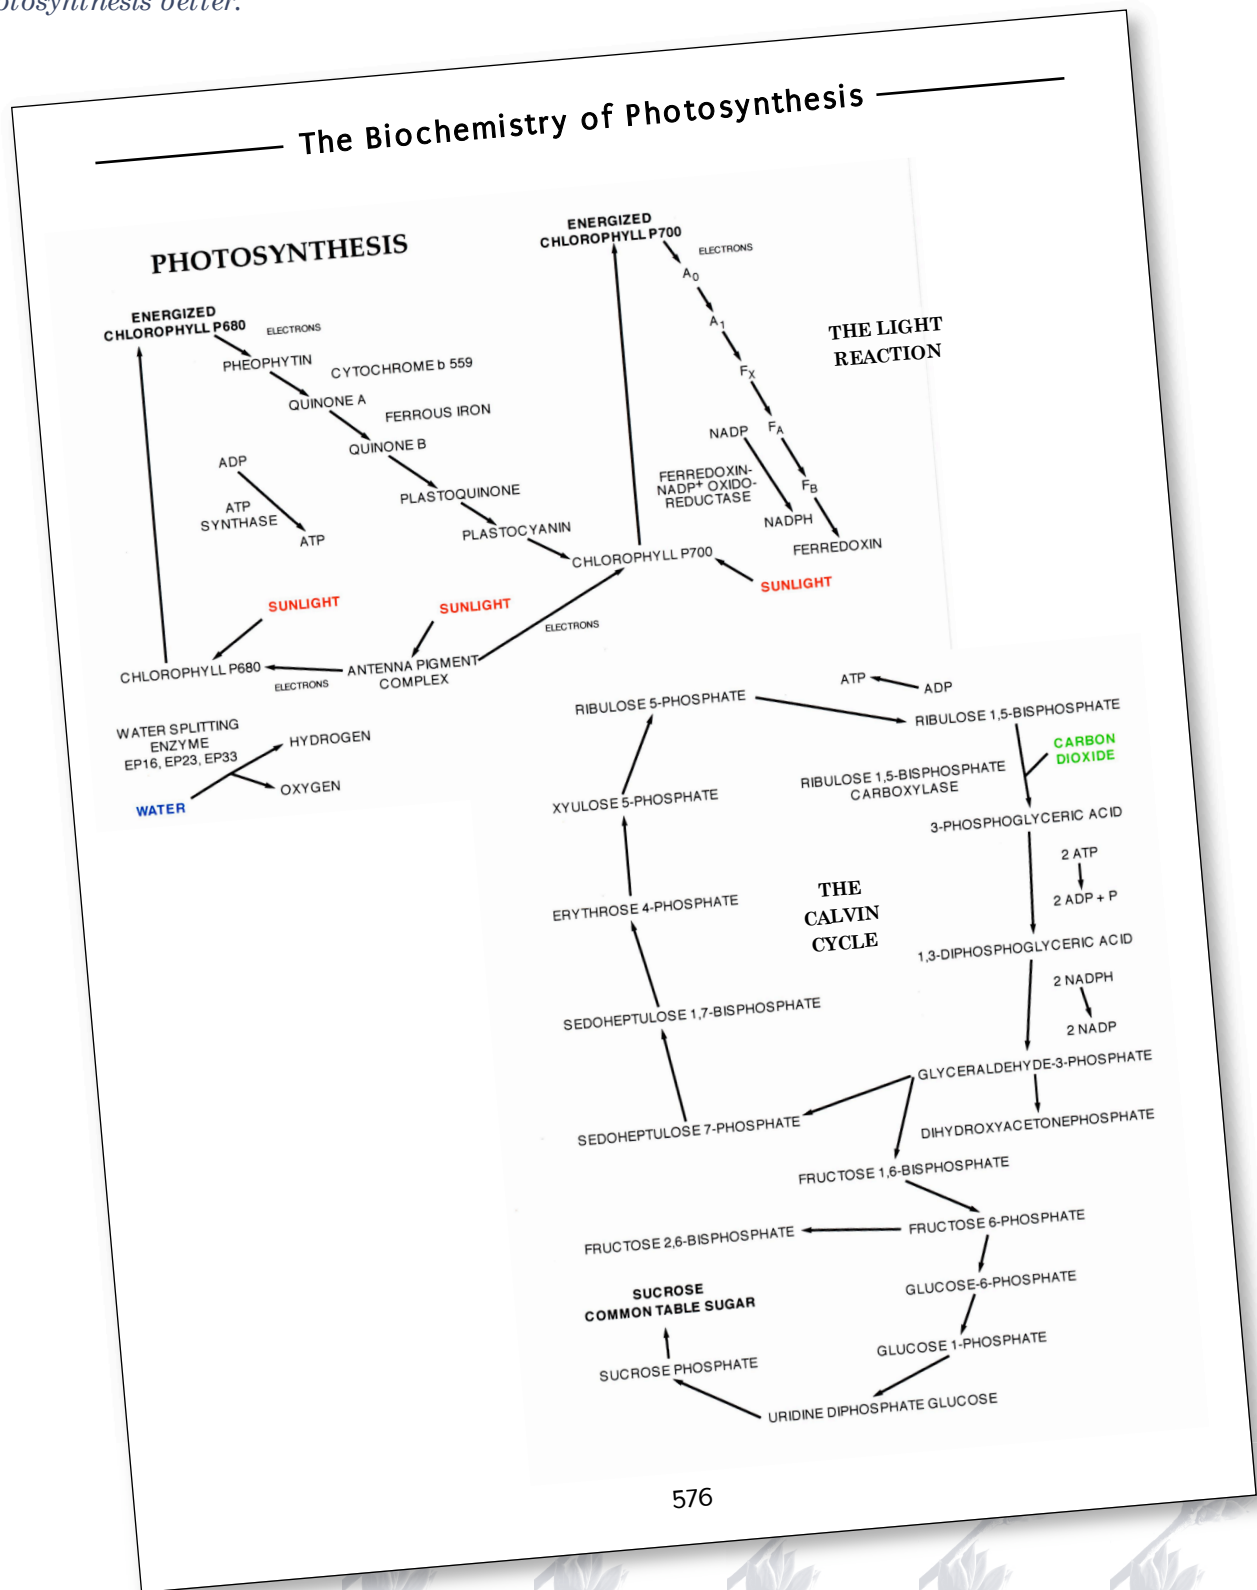 otosynthesis better.
The Biochemistry of Photosynthesis
PHOTOSYNTHESIS
ENERGIZED
CHLOROPHYLL P680
ELECTRONS
PHEOPHYTIN
CYTOCHROME b 559
QUINONE A
FERROUS IRON
QUINONE B
ADP
ATP
SYNTHASE
ATP
PLASTOQUINONE
PLASTOCYANIN
ENERGIZED
CHLOROPHYLL P700
ELECTRONS
A0
A1
FX
FA
FB
THE LIGHT
REACTION
NADP
FERREDOXIN-
NADP+ OXIDO-
REDUCTASE
NADPH
FERREDOXIN
CHLOROPHYLL P700
SUNLIGHT
SUNLIGHT
SUNLIGHT
ELECTRONS
CHLOROPHYLL P680
ELECTRONS
ANTENNA PIGMENT
COMPLEX
WATER SPLITTING
ENZYME
EP16, EP23, EP33
HYDROGEN
OXYGEN
WATER
RIBULOSE 5-PHOSPHATE
ATP
ADP
RIBULOSE 1,5-BISPHOSPHATE
CARBON
DIOXIDE
RIBULOSE 1,5-BISPHOSPHATE
CARBOXYLASE
XYULOSE 5-PHOSPHATE
3-PHOSPHOGLYCERIC ACID
2 ATP
2 ADP + P
ERYTHROSE 4-PHOSPHATE
THE
CALVIN
CYCLE
1,3-DIPHOSPHOGLYCERIC ACID
2 NADPH
2 NADP
SEDOHEPTULOSE 1,7-BISPHOSPHATE
GLYCERALDEHYDE-3-PHOSPHATE
SEDOHEPTULOSE 7-PHOSPHATE
DIHYDROXYACETONEPHOSPHATE
FRUCTOSE 1,6-BISPHOSPHATE
FRUCTOSE 2,6-BISPHOSPHATE
FRUCTOSE 6-PHOSPHATE
SUCROSE
COMMON TABLE SUGAR
GLUCOSE-6-PHOSPHATE
GLUCOSE 1-PHOSPHATE
SUCROSE PHOSPHATE
URIDINE DIPHOSPHATE GLUCOSE
576